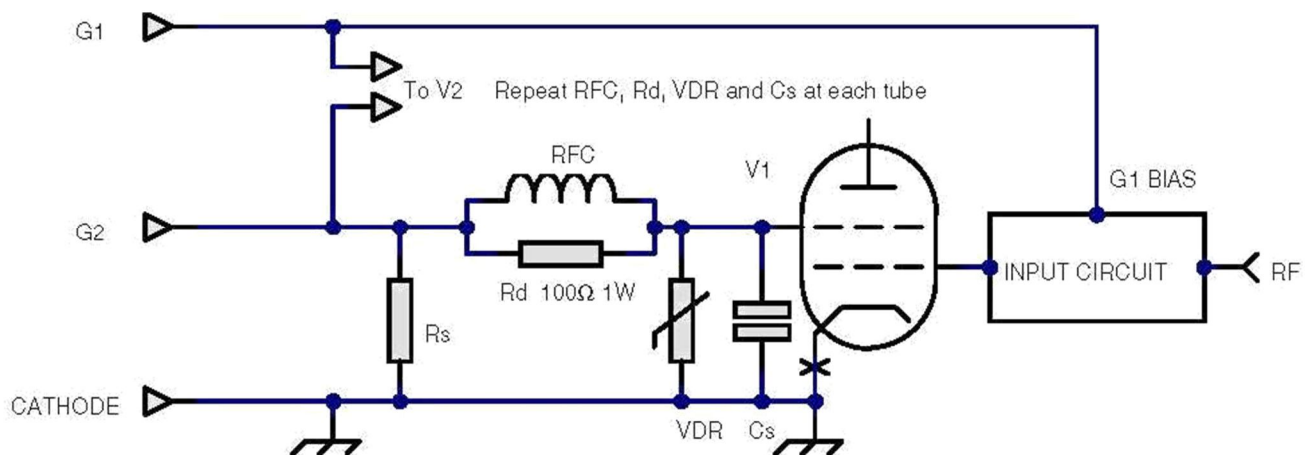 G1
To V2 Repeat RFC, Rd, VDR and Cs at each tube
RFC
V1
G1 BIAS
G2
INPUT CIRCUIT
RF
Rd 100Ω 1W
Rs
CATHODE
VDR Cs